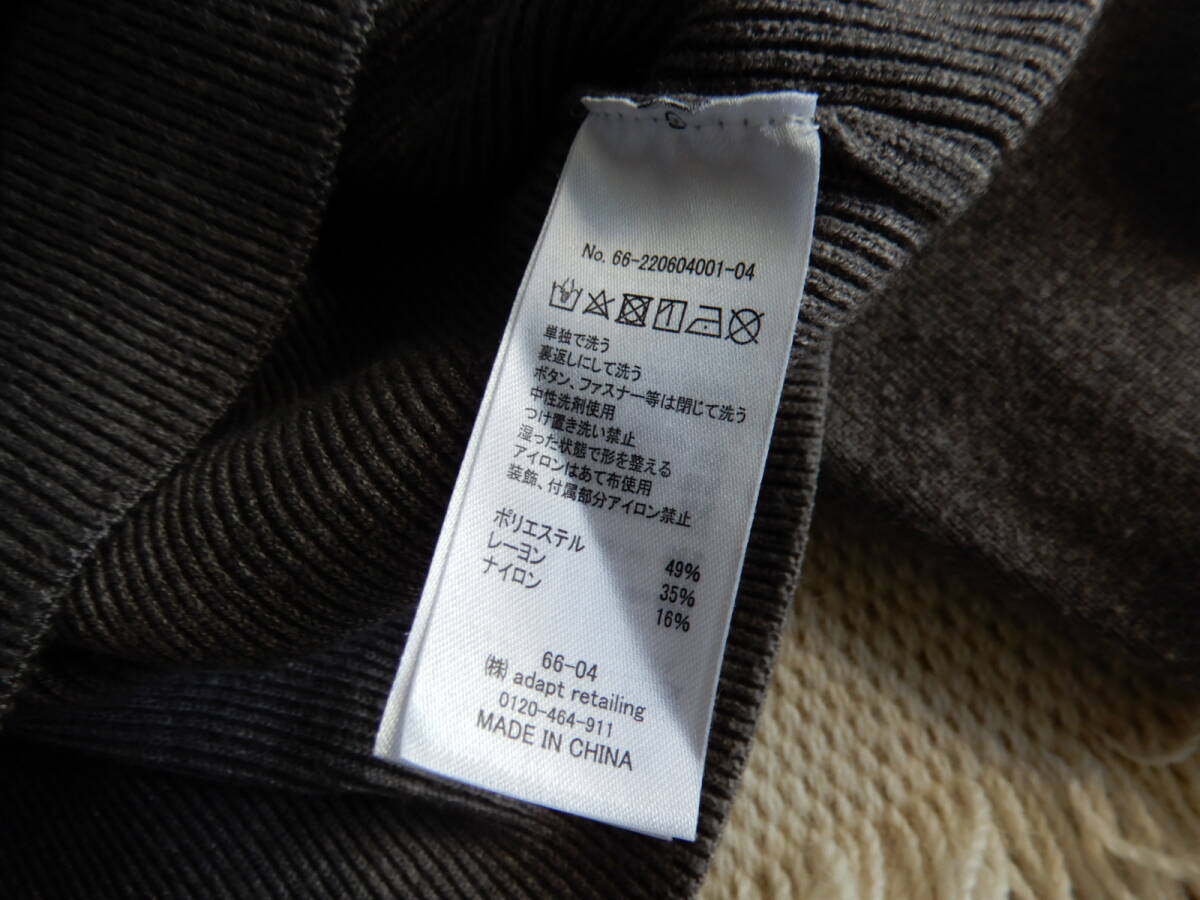 No. 66-220604001-04
単独で洗う
裏返しにして洗う
ボタン、ファスナー等は閉じて洗う
中性洗剤使用
つけ置き洗い禁止
湿った状態で形を整える
アイロンはあて布使用
装飾、付属部分アイロン禁止
ポリエステル 49%
レーヨン 35%
ナイロン 16%
66-04
㈱ adapt retailing
0120-464-911
MADE IN CHINA